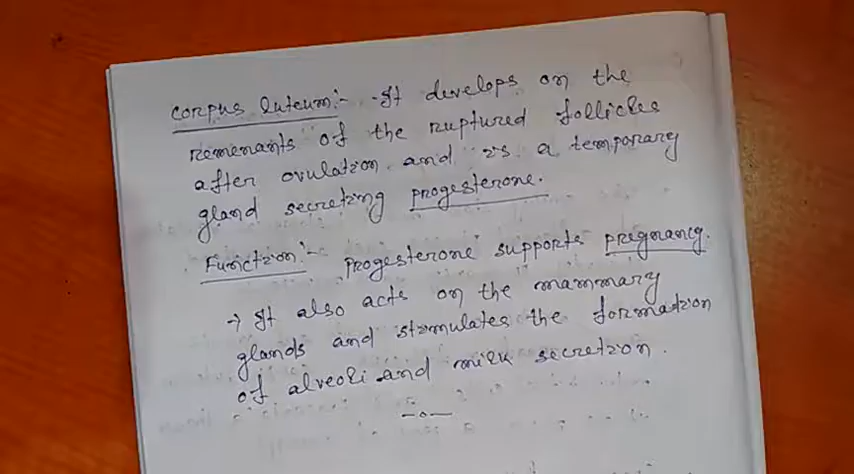 Corpus luteum:- It develops on the
remenants of the ruptured follicles
after ovulation and is a temporary
gland secreting progesterone.
Function:- Progesterone supports pregnancy.
→ It also acts on the mammary
glands and stimulates the formation
of alveoli and milk secretion.
—o—